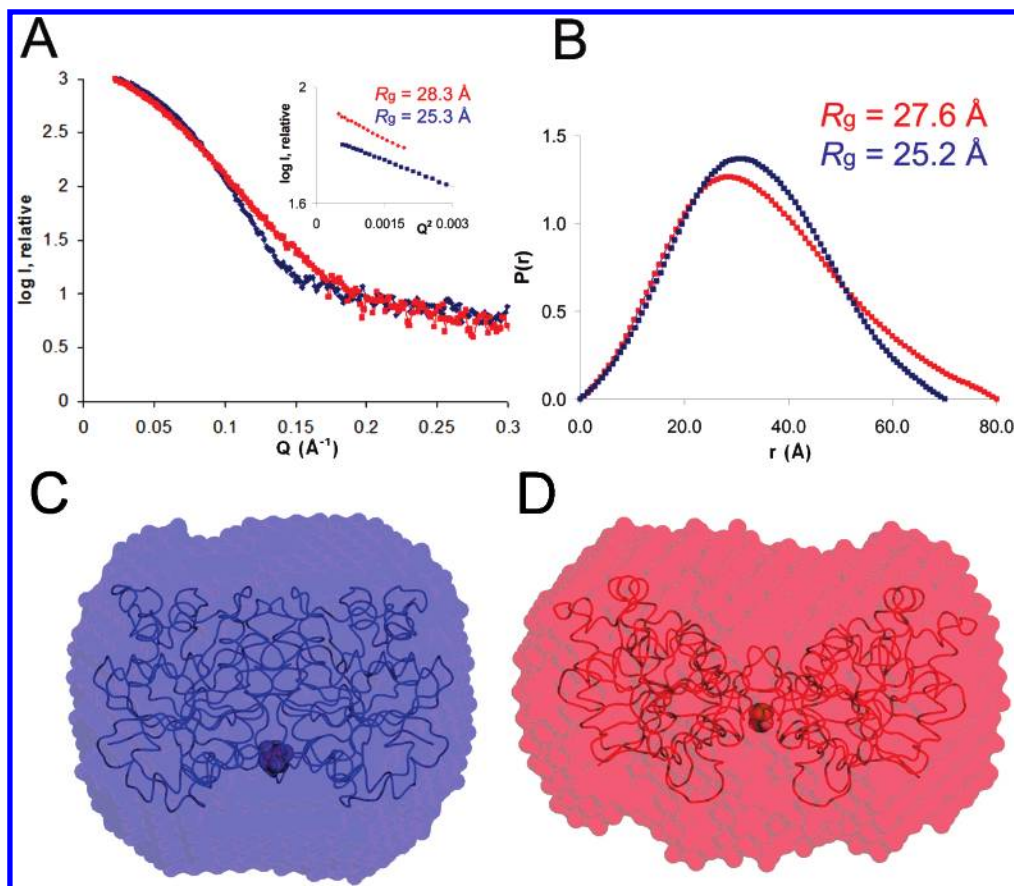 A
3
2.5
2
1.5
1
0.5
0
log I, relative
0
0.05
0.1
0.15
0.2
0.25
0.3
Q (Å⁻¹)
Rg = 28.3 Å
Rg = 25.3 Å
2
1.6
log I, relative
0
0.0015
0.003
Q²
B
Rg = 27.6 Å
Rg = 25.2 Å
1.5
1.0
0.5
0.0
P(r)
0.0
20.0
40.0
60.0
80.0
r (Å)
C
D